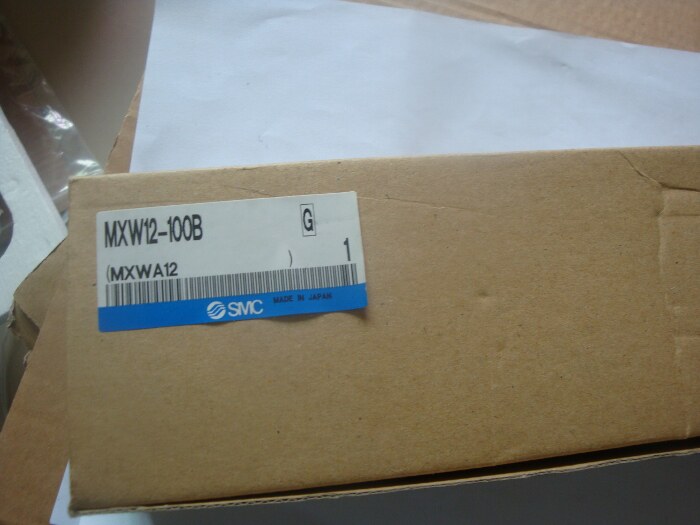 MXW12-100B G
(MXWA12 ) 1
SMC MADE IN JAPAN